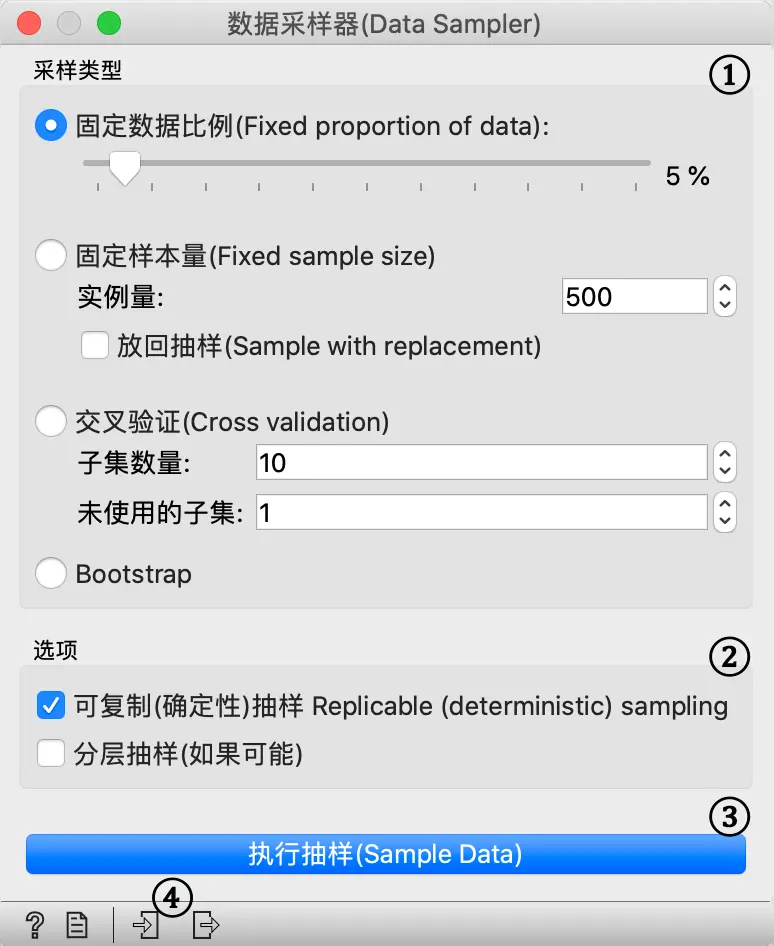 数据采样器(Data Sampler)
采样类型
①
固定数据比例(Fixed proportion of data):
5 %
固定样本量(Fixed sample size)
实例量: 500
放回抽样(Sample with replacement)
交叉验证(Cross validation)
子集数量: 10
未使用的子集: 1
Bootstrap
选项
②
可复制(确定性)抽样 Replicable (deterministic) sampling
分层抽样(如果可能)
③
执行抽样(Sample Data)
④
?